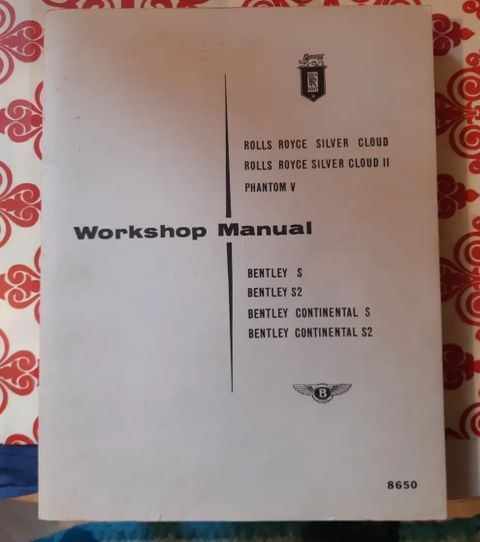 ROLLS ROYCE SILVER CLOUD
ROLLS ROYCE SILVER CLOUD II
PHANTOM V
Workshop Manual
BENTLEY S
BENTLEY S2
BENTLEY CONTINENTAL S
BENTLEY CONTINENTAL S2
B
8650